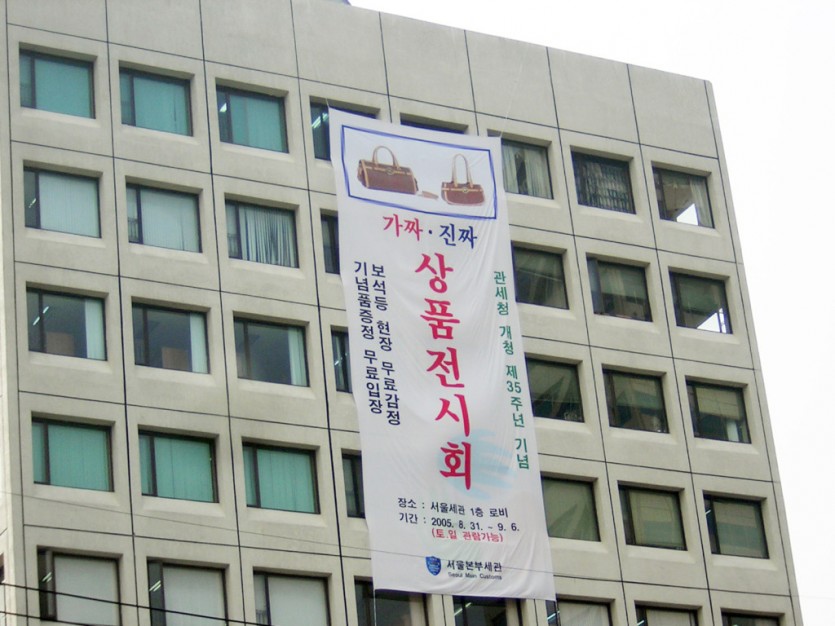 가짜 · 진짜
상품전시회
관세청 개청 제35주년 기념
보석등 현장 무료감정
기념품증정 무료입장
장소 : 서울세관 1층 로비
기간 : 2005. 8. 31. ~ 9. 6.
(토.일 관람가능)
서울본부세관
Seoul Main Customs